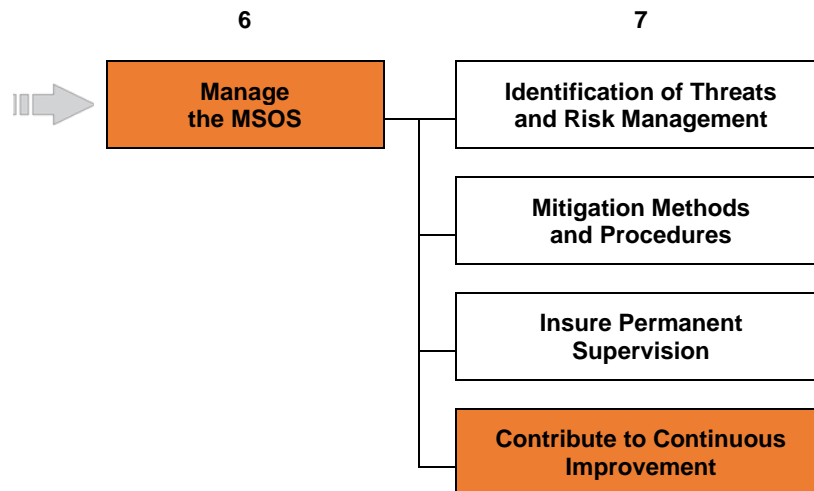 6
7
Manage
the MSOS
Identification of Threats
and Risk Management
Mitigation Methods
and Procedures
Insure Permanent
Supervision
Contribute to Continuous
Improvement